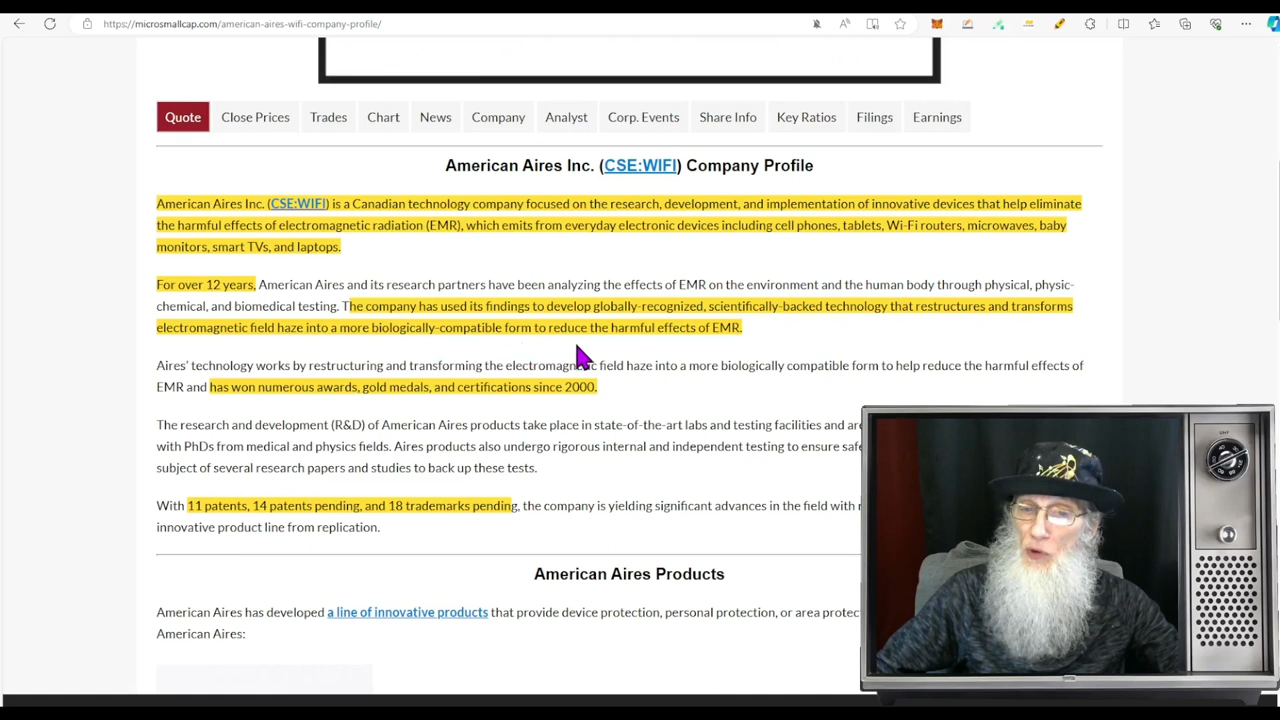 https://microsmallcap.com/american-aires-wifi-company-profile/
Quote Close Prices Trades Chart News Company Analyst Corp. Events Share Info Key Ratios Filings Earnings
American Aires Inc. (CSE:WIFI) Company Profile
American Aires Inc. (CSE:WIFI) is a Canadian technology company focused on the research, development, and implementation of innovative devices that help eliminate
the harmful effects of electromagnetic radiation (EMR), which emits from everyday electronic devices including cell phones, tablets, Wi-Fi routers, microwaves, baby
monitors, smart TVs, and laptops.
For over 12 years, American Aires and its research partners have been analyzing the effects of EMR on the environment and the human body through physical, physic-
chemical, and biomedical testing. The company has used its findings to develop globally-recognized, scientifically-backed technology that restructures and transforms
electromagnetic field haze into a more biologically-compatible form to reduce the harmful effects of EMR.
Aires' technology works by restructuring and transforming the electromagnetic field haze into a more biologically compatible form to help reduce the harmful effects of
EMR and has won numerous awards, gold medals, and certifications since 2000.
The research and development (R&D) of American Aires products take place in state-of-the-art labs and testing facilities and are
with PhDs from medical and physics fields. Aires products also undergo rigorous internal and independent testing to ensure safe
subject of several research papers and studies to back up these tests.
With 11 patents, 14 patents pending, and 18 trademarks pending, the company is yielding significant advances in the field with
innovative product line from replication.
American Aires Products
American Aires has developed a line of innovative products that provide device protection, personal protection, or area
American Aires: